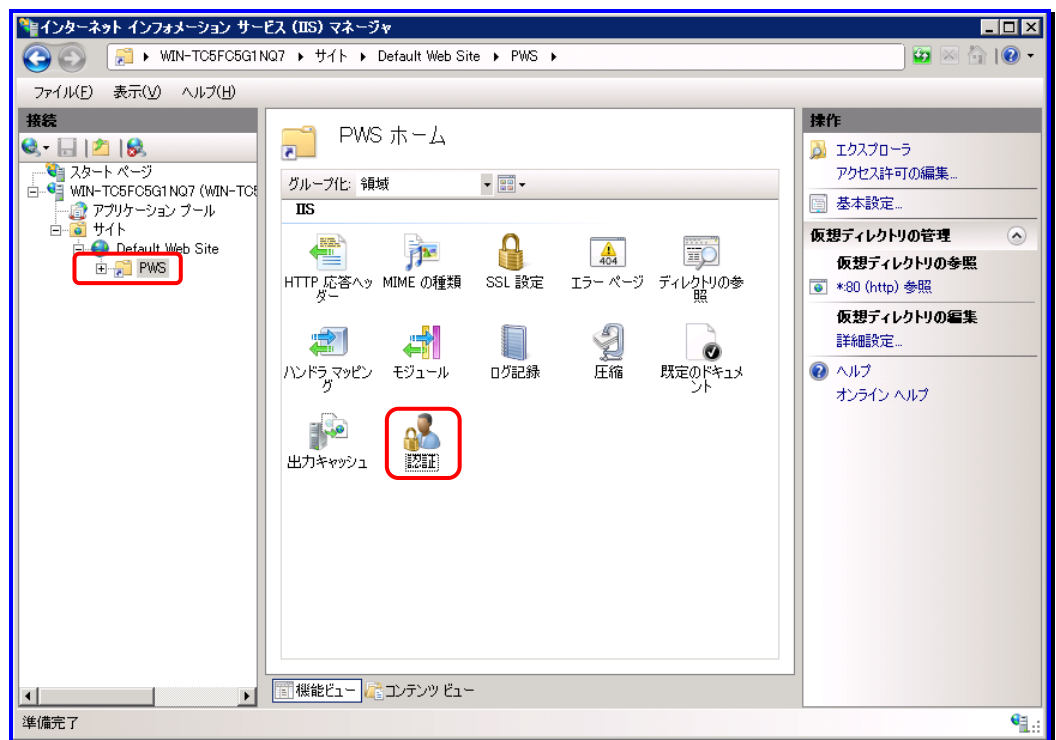 インターネット インフォメーション サービス (IIS) マネージャ
WIN-TC5FC5G1NQ7 サイト Default Web Site PWS
ファイル(F) 表示(V) ヘルプ(H)
接続
スタート ページ
WIN-TC5FC5G1NQ7 (WIN-TC5
アプリケーション プール
サイト
Default Web Site
PWS
PWS ホーム
グループ化: 領域
IIS
HTTP 応答ヘッ
ダー
MIME の種類
SSL 設定
404
エラー ページ
ディレクトリの参
照
ハンドラ マッピン
グ
モジュール
ログ記録
圧縮
既定のドキュメ
ント
出力キャッシュ
認証
機能ビュー コンテンツ ビュー
操作
エクスプローラ
アクセス許可の編集...
基本設定...
仮想ディレクトリの管理
仮想ディレクトリの参照
*:80 (http) 参照
仮想ディレクトリの編集
詳細設定...
ヘルプ
オンライン ヘルプ
準備完了